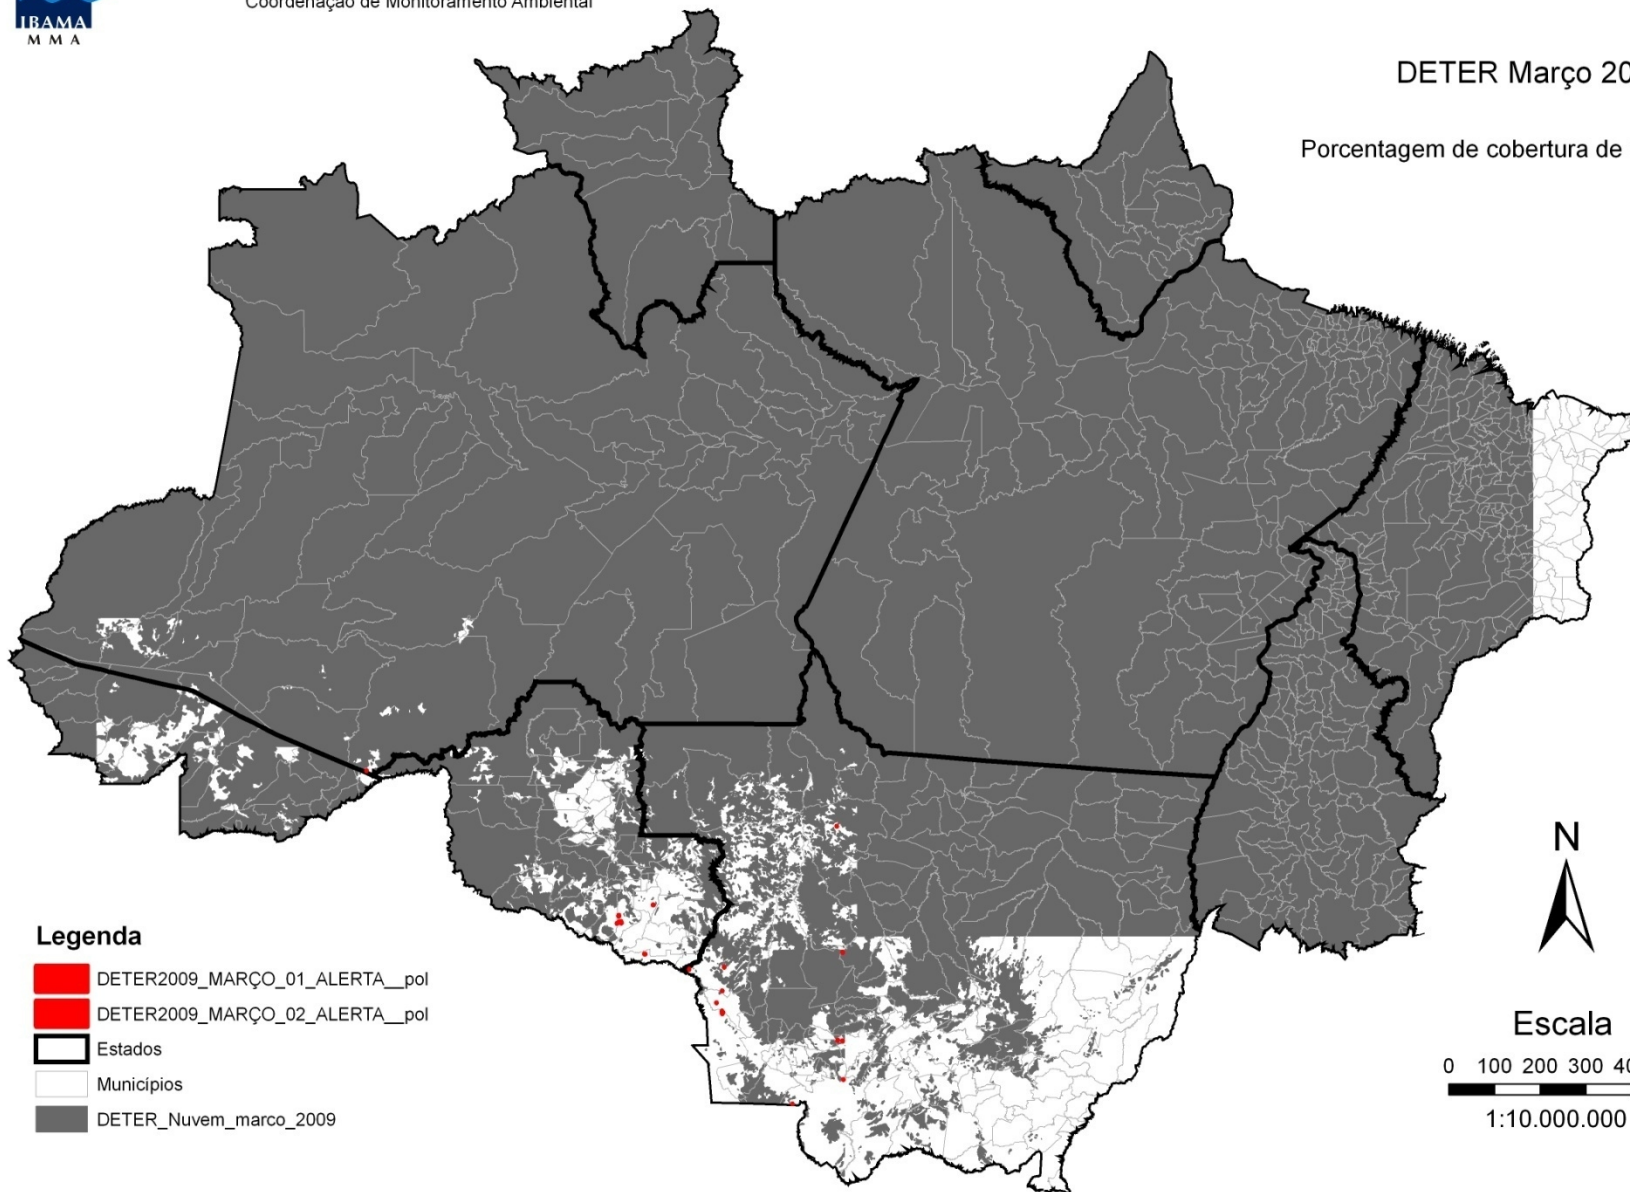 IBAMA
M M A
Coordenação de Monitoramento Ambiental
DETER Março 20
Porcentagem de cobertura de
N
Legenda
DETER2009_MARÇO_01_ALERTA__pol
DETER2009_MARÇO_02_ALERTA__pol
Estados
Municípios
DETER_Nuvem_marco_2009
Escala
0 100 200 300 40
1:10.000.000